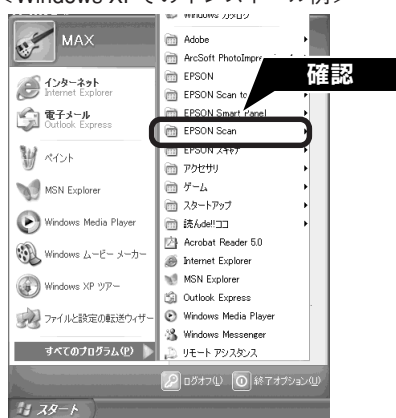 <Windows XPでのインストール例>
MAX
インターネット
Internet Explorer
電子メール
Outlook Express
ペイント
MSN Explorer
Windows Media Player
Windows ムービー メーカー
Windows XP ツアー
ファイルと設定の転送ウィザー
すべてのプログラム(P)
Windows カタログ
Adobe
ArcSoft PhotoImpre
EPSON
EPSON Scan to
EPSON Smart Panel
EPSON Scan
EPSON スキャナ
アクセサリ
ゲーム
スタートアップ
読んde!!ココ
Acrobat Reader 5.0
Internet Explorer
MSN Explorer
Outlook Express
Windows Media Player
Windows Messenger
リモート アシスタンス
確認
ログオフ(L)
終了オプション(U)
スタート